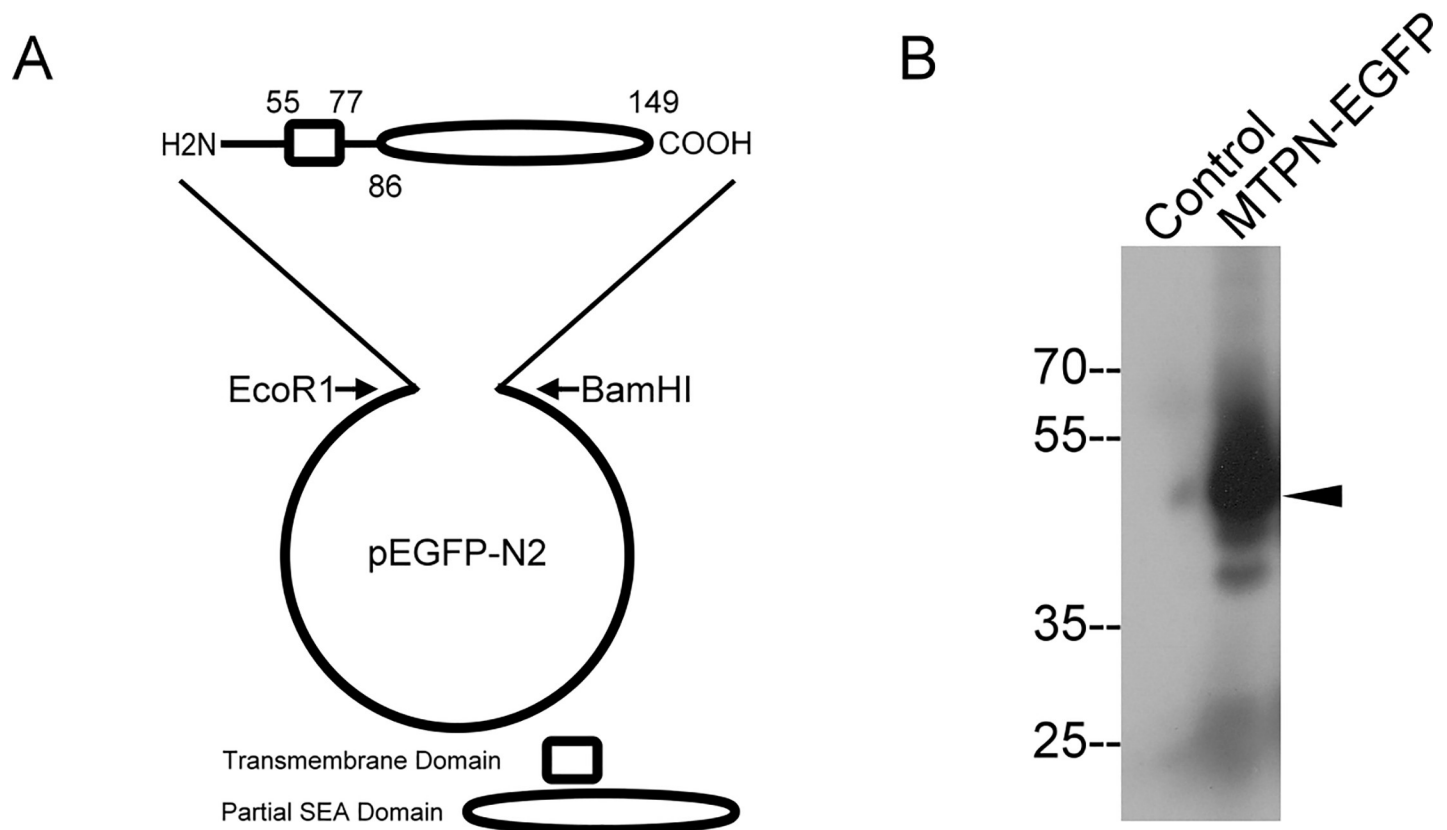 A
55 77 149
H2N COOH
86
EcoR1 BamHI
pEGFP-N2
Transmembrane Domain
Partial SEA Domain
B
Control
MTPN-EGFP
70--
55--
35--
25--